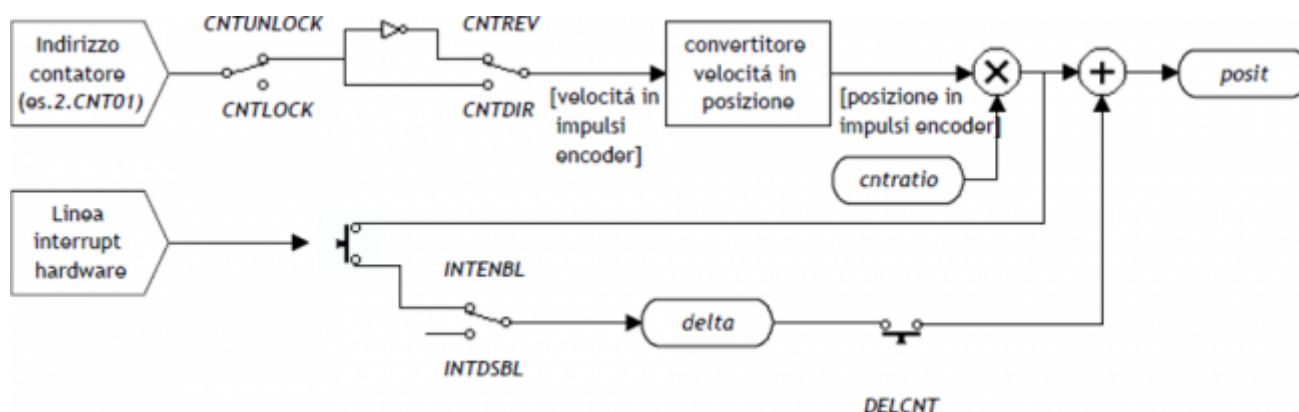 CNTUNLOCK
CNTREV
Indirizzo
contatore
(es.2.CNT01)
CNTLOCK
CNTDIR
[velocitá in
impulsi
encoder]
convertitore
velocitá in
posizione
[posizione in
impulsi encoder]
cntratio
posit
Linea
interrupt
hardware
INTENBL
INTDSBL
delta
DELCNT